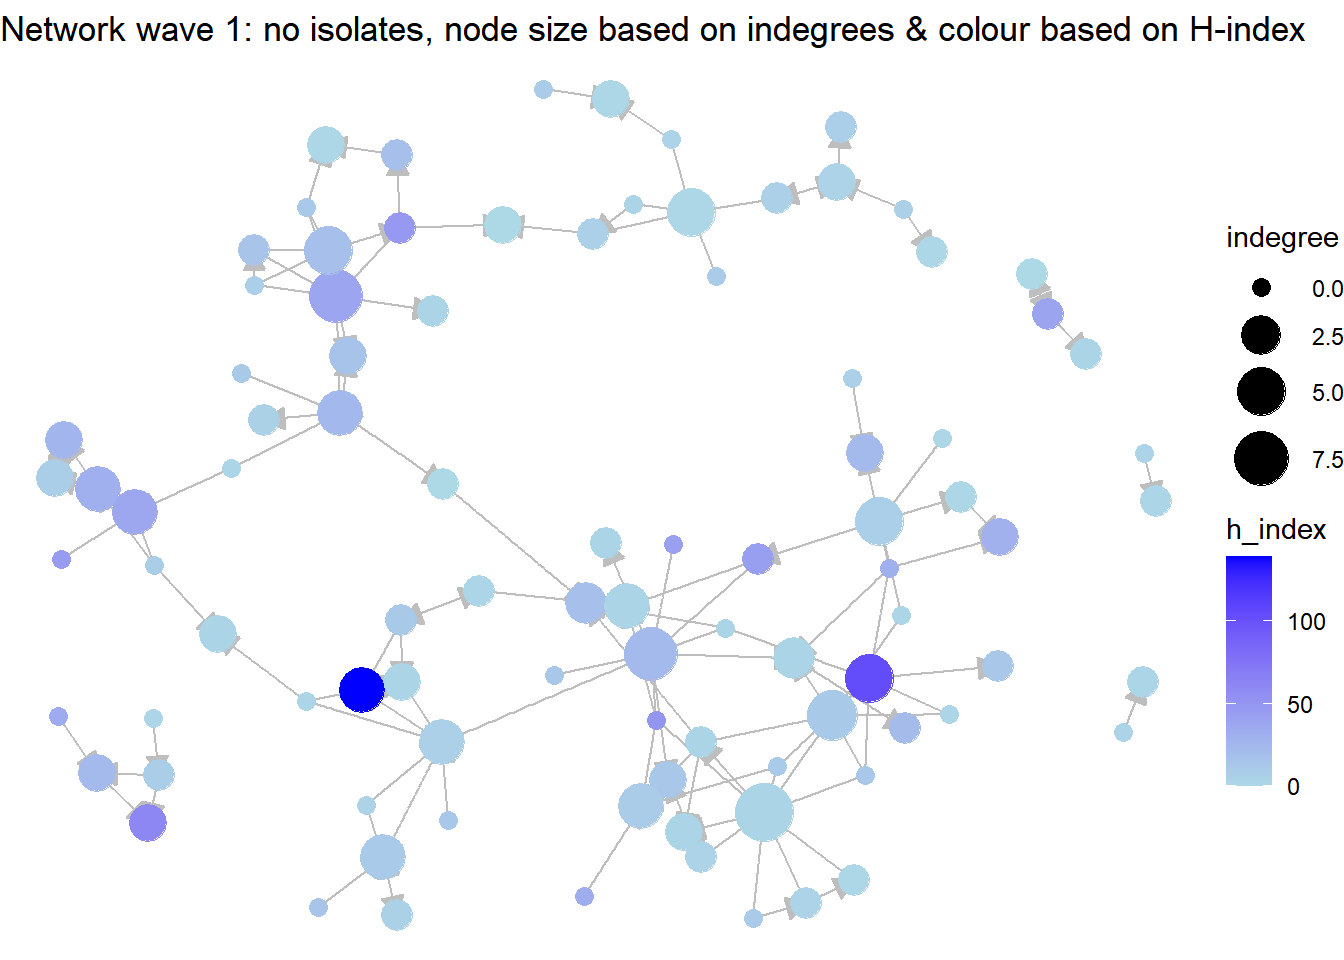 Network wave 1: no isolates, node size based on indegrees & colour based on H-index
indegree
0.0
2.5
5.0
7.5
h_index
100
50
0